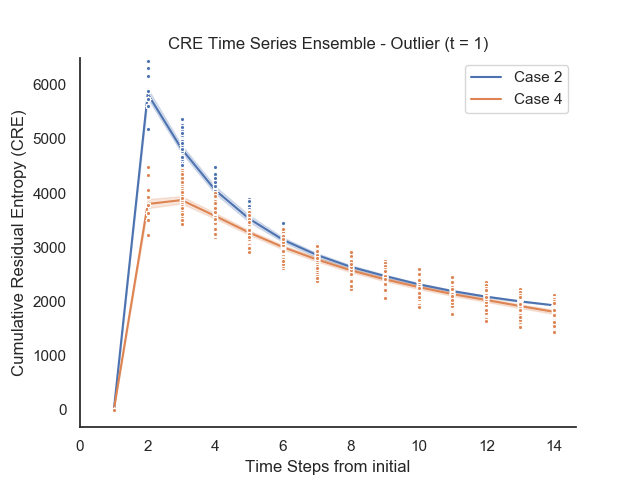 CRE Time Series Ensemble - Outlier (t = 1)
Case 2
Case 4
Cumulative Residual Entropy (CRE)
6000
5000
4000
3000
2000
1000
0
0 2 4 6 8 10 12 14
Time Steps from initial